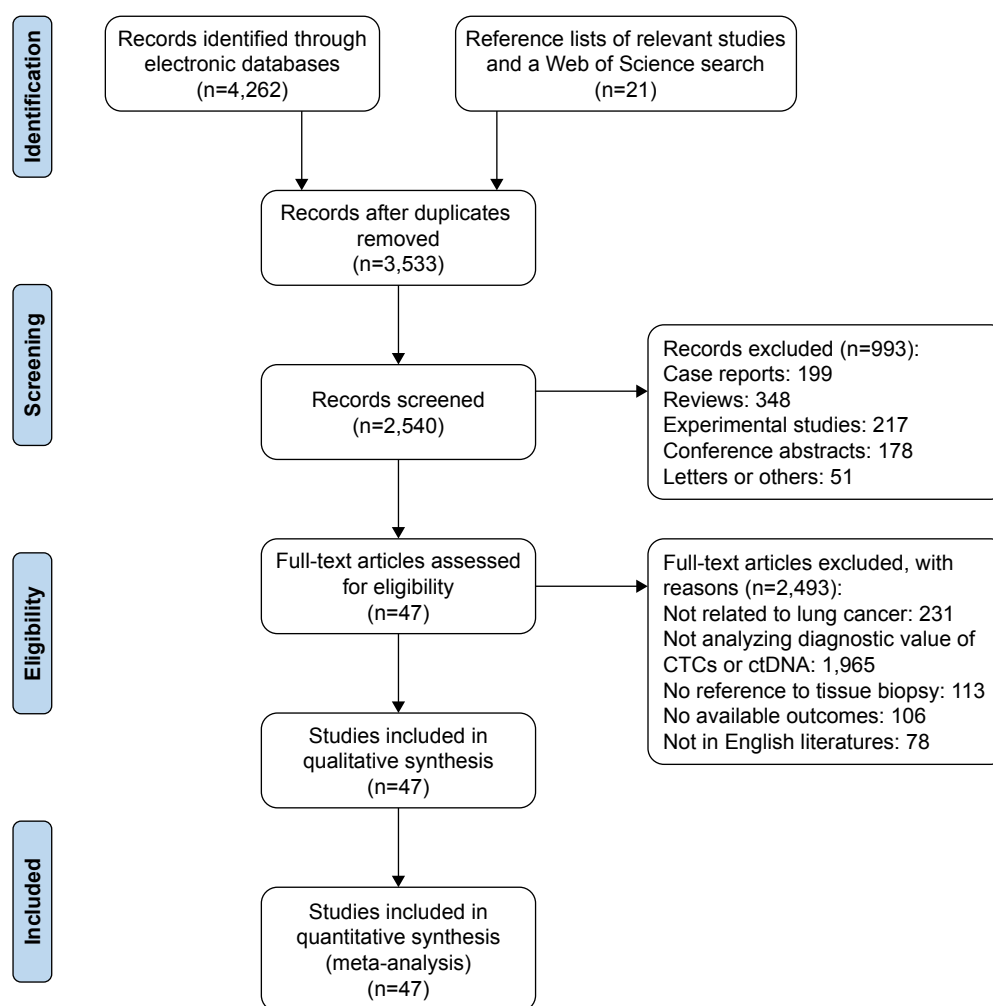 Identification
Records identified through
electronic databases
(n=4,262)
Reference lists of relevant studies
and a Web of Science search
(n=21)
Records after duplicates
removed
(n=3,533)
Screening
Records screened
(n=2,540)
Records excluded (n=993):
Case reports: 199
Reviews: 348
Experimental studies: 217
Conference abstracts: 178
Letters or others: 51
Eligibility
Full-text articles assessed
for eligibility
(n=47)
Full-text articles excluded, with
reasons (n=2,493):
Not related to lung cancer: 231
Not analyzing diagnostic value of
CTCs or ctDNA: 1,965
No reference to tissue biopsy: 113
No available outcomes: 106
Not in English literatures: 78
Studies included in
qualitative synthesis
(n=47)
Included
Studies included in
quantitative synthesis
(meta-analysis)
(n=47)